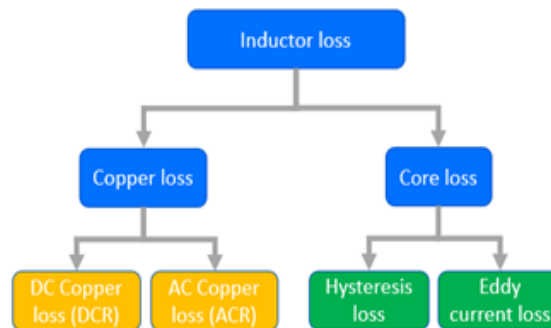 Inductor loss
Copper loss
Core loss
DC Copper
loss (DCR)
AC Copper
loss (ACR)
Hysteresis
loss
Eddy
current loss